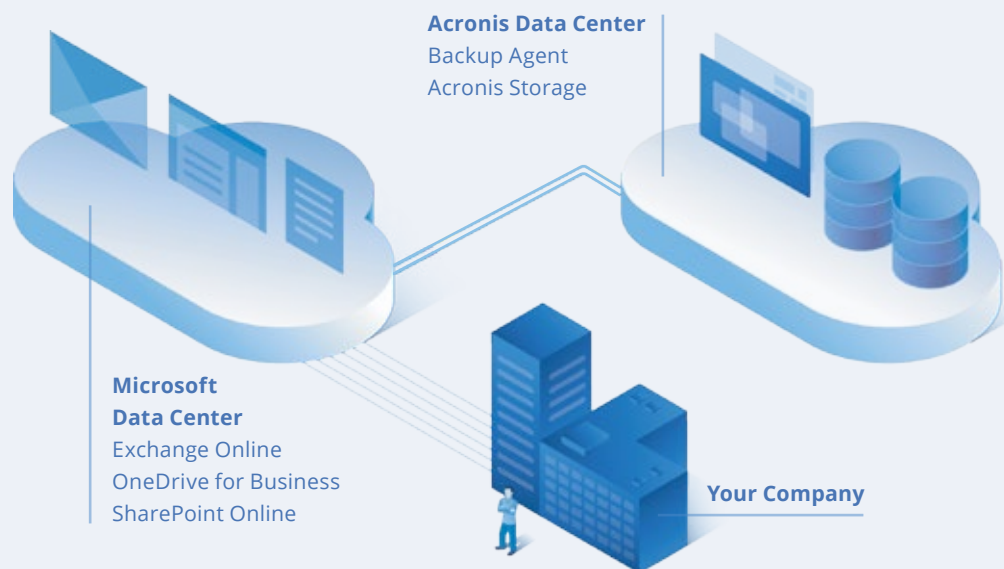 Acronis Data Center
Backup Agent
Acronis Storage
Microsoft
Data Center
Exchange Online
OneDrive for Business
SharePoint Online
Your Company